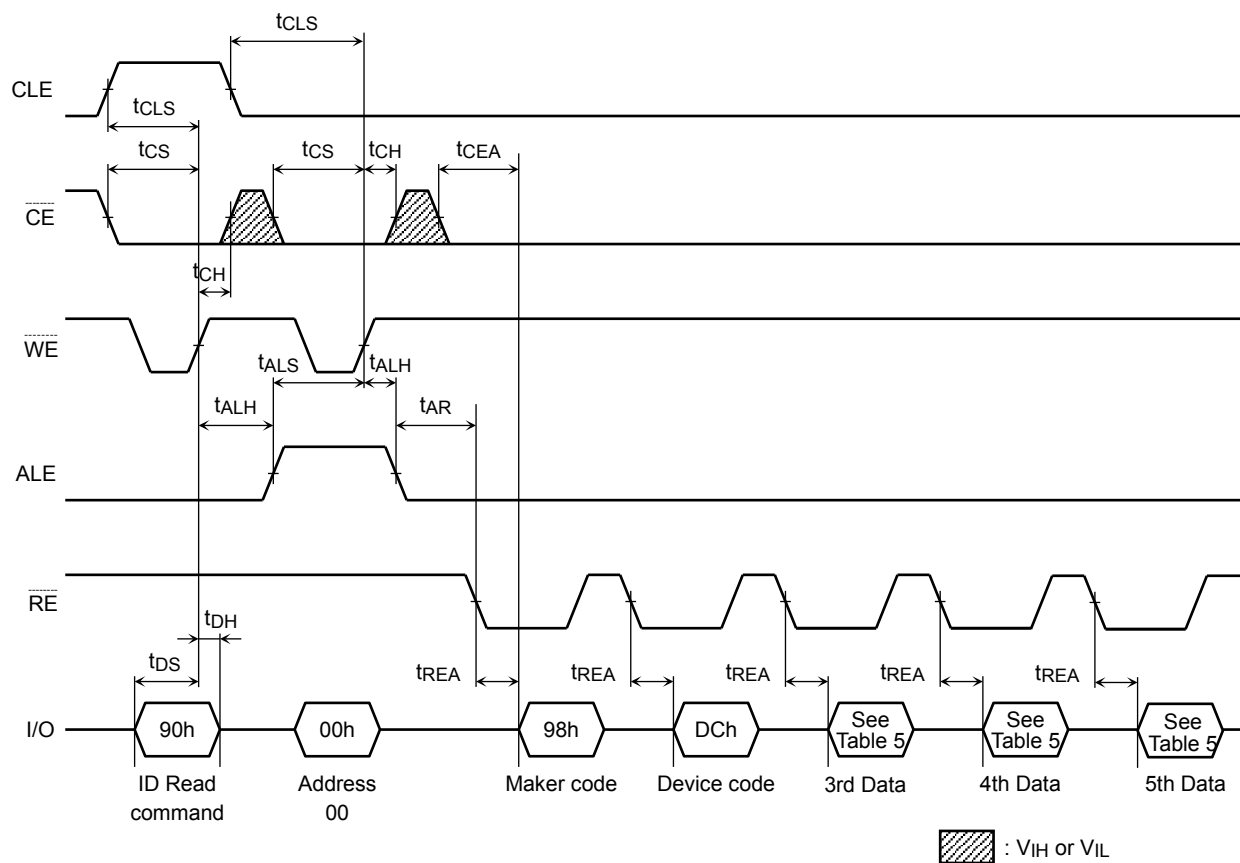 tCLS
CLE
tCLS
tCS tCS tCH tCEA
CE
tCH
WE
tALS tALH
tALH tAR
ALE
RE
tDH
tDS tREA tREA tREA tREA tREA
I/O 90h 00h 98h DCh See Table 5 See Table 5 See Table 5
ID Read command
Address 00
Maker code
Device code
3rd Data
4th Data
5th Data
: VIH or VIL